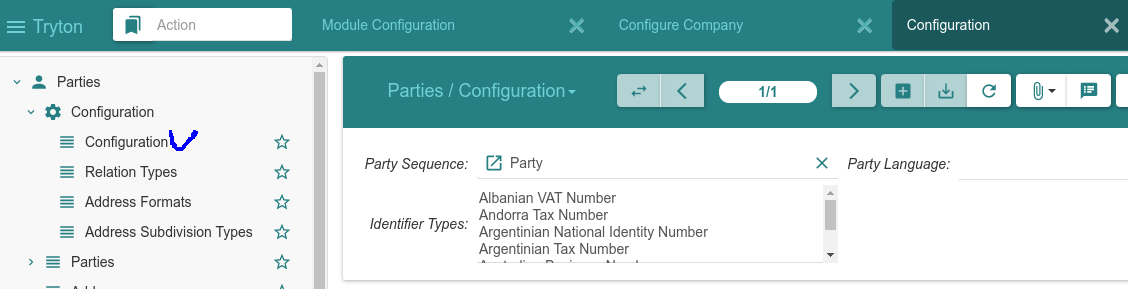 Tryton
Action
Module Configuration
Configure Company
Configuration
Parties
Configuration
Configuration
Relation Types
Address Formats
Address Subdivision Types
Parties
Parties / Configuration
1/1
Party Sequence:
Party
Party Language:
Identifier Types:
Albanian VAT Number
Andorra Tax Number
Argentinian National Identity Number
Argentinian Tax Number